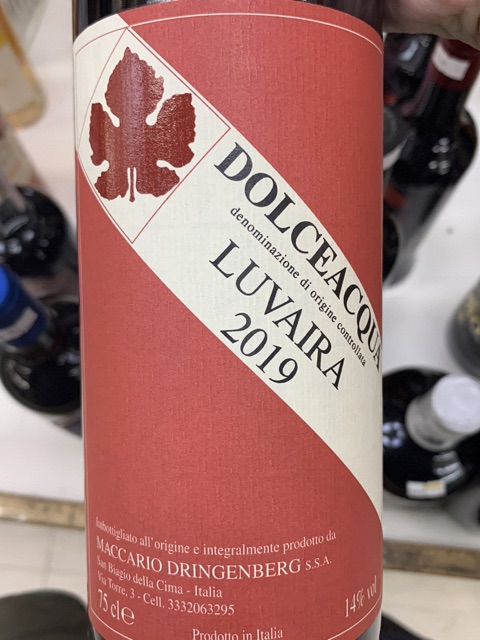 DOLCEACQUA
denominazione di origine controllata
LUVAIRA
2019
Imbottigliato all'origine e integralmente prodotto da
MACCARIO DRINGENBERG S.S.A.
San Biagio della Cima - Italia
Via Torre, 3 - Cell. 3332063295
75 cl e
14% vol
Prodotto in Italia